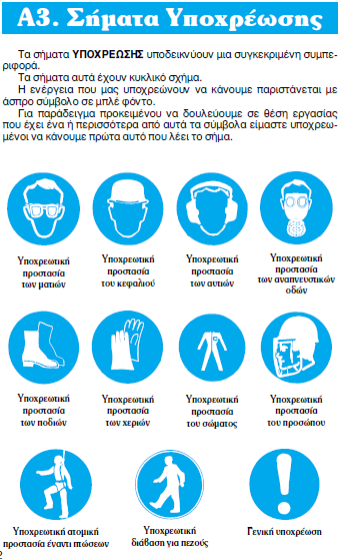 Α3. Σήματα Υποχρέωσης
Τα σήματα ΥΠΟΧΡΕΩΣΗΣ υποδεικνύουν μια συγκεκριμένη συμπε-
ριφορά.
Τα σήματα αυτά έχουν κυκλικό σχήμα.
Η ενέργεια που μας υποχρεώνουν να κάνουμε παριστάνεται με
άσπρο σύμβολο σε μπλέ φόντο.
Για παράδειγμα προκειμένου να δουλεύουμε σε θέση εργασίας
που έχει ένα ή περισσότερα από αυτά τα σύμβολα είμαστε υποχρεω-
μένοι να κάνουμε πρώτα αυτό που λέει το σήμα.
Υποχρεωτική
προστασία
των ματιών
Υποχρεωτική
προστασία
του κεφαλιού
Υποχρεωτική
προστασία
των αυτιών
Υποχρεωτική
προστασία
των αναπνευστικών
οδών
Υποχρεωτική
προστασία
των ποδιών
Υποχρεωτική
προστασία
των χεριών
Υποχρεωτική
προστασία
του σώματος
Υποχρεωτική
προστασία
του προσώπου
Υποχρεωτική ατομική
προστασία έναντι πτώσεων
Υποχρεωτική
διάβαση για πεζούς
Γενική υποχρέωση
2